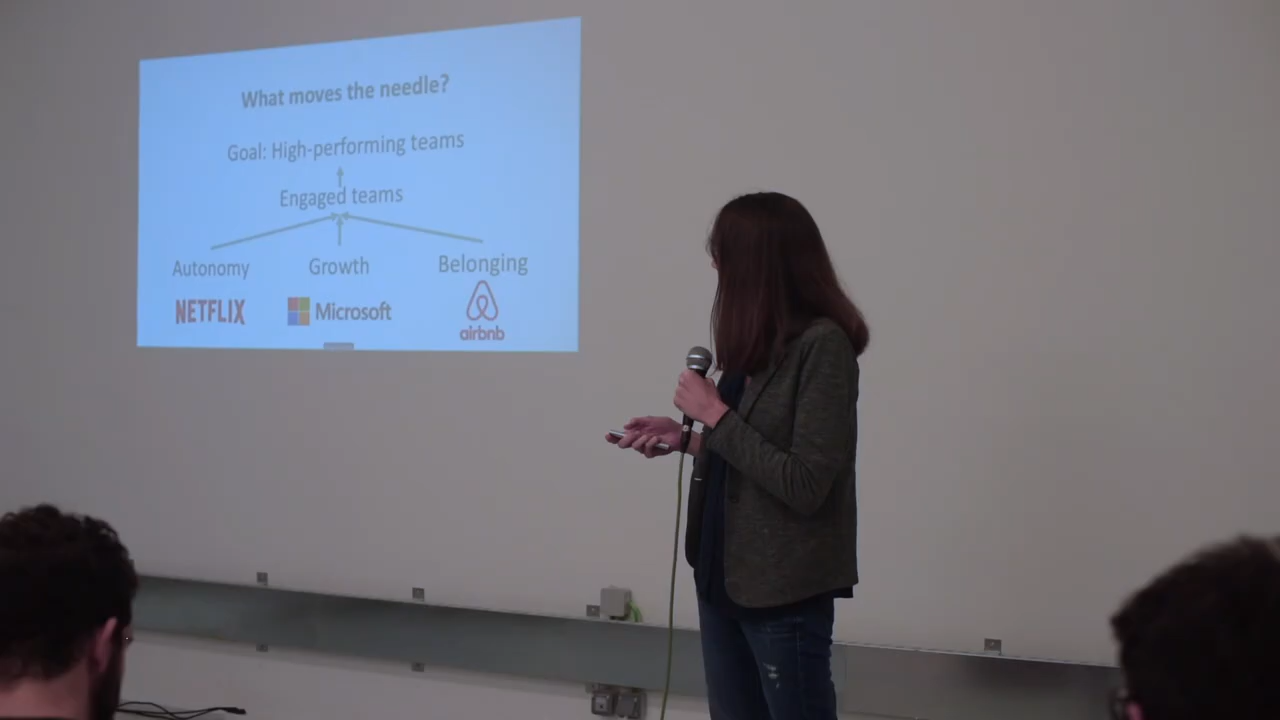 What moves the needle?
Goal: High-performing teams
Engaged teams
Autonomy Growth Belonging
NETFLIX Microsoft airbnb